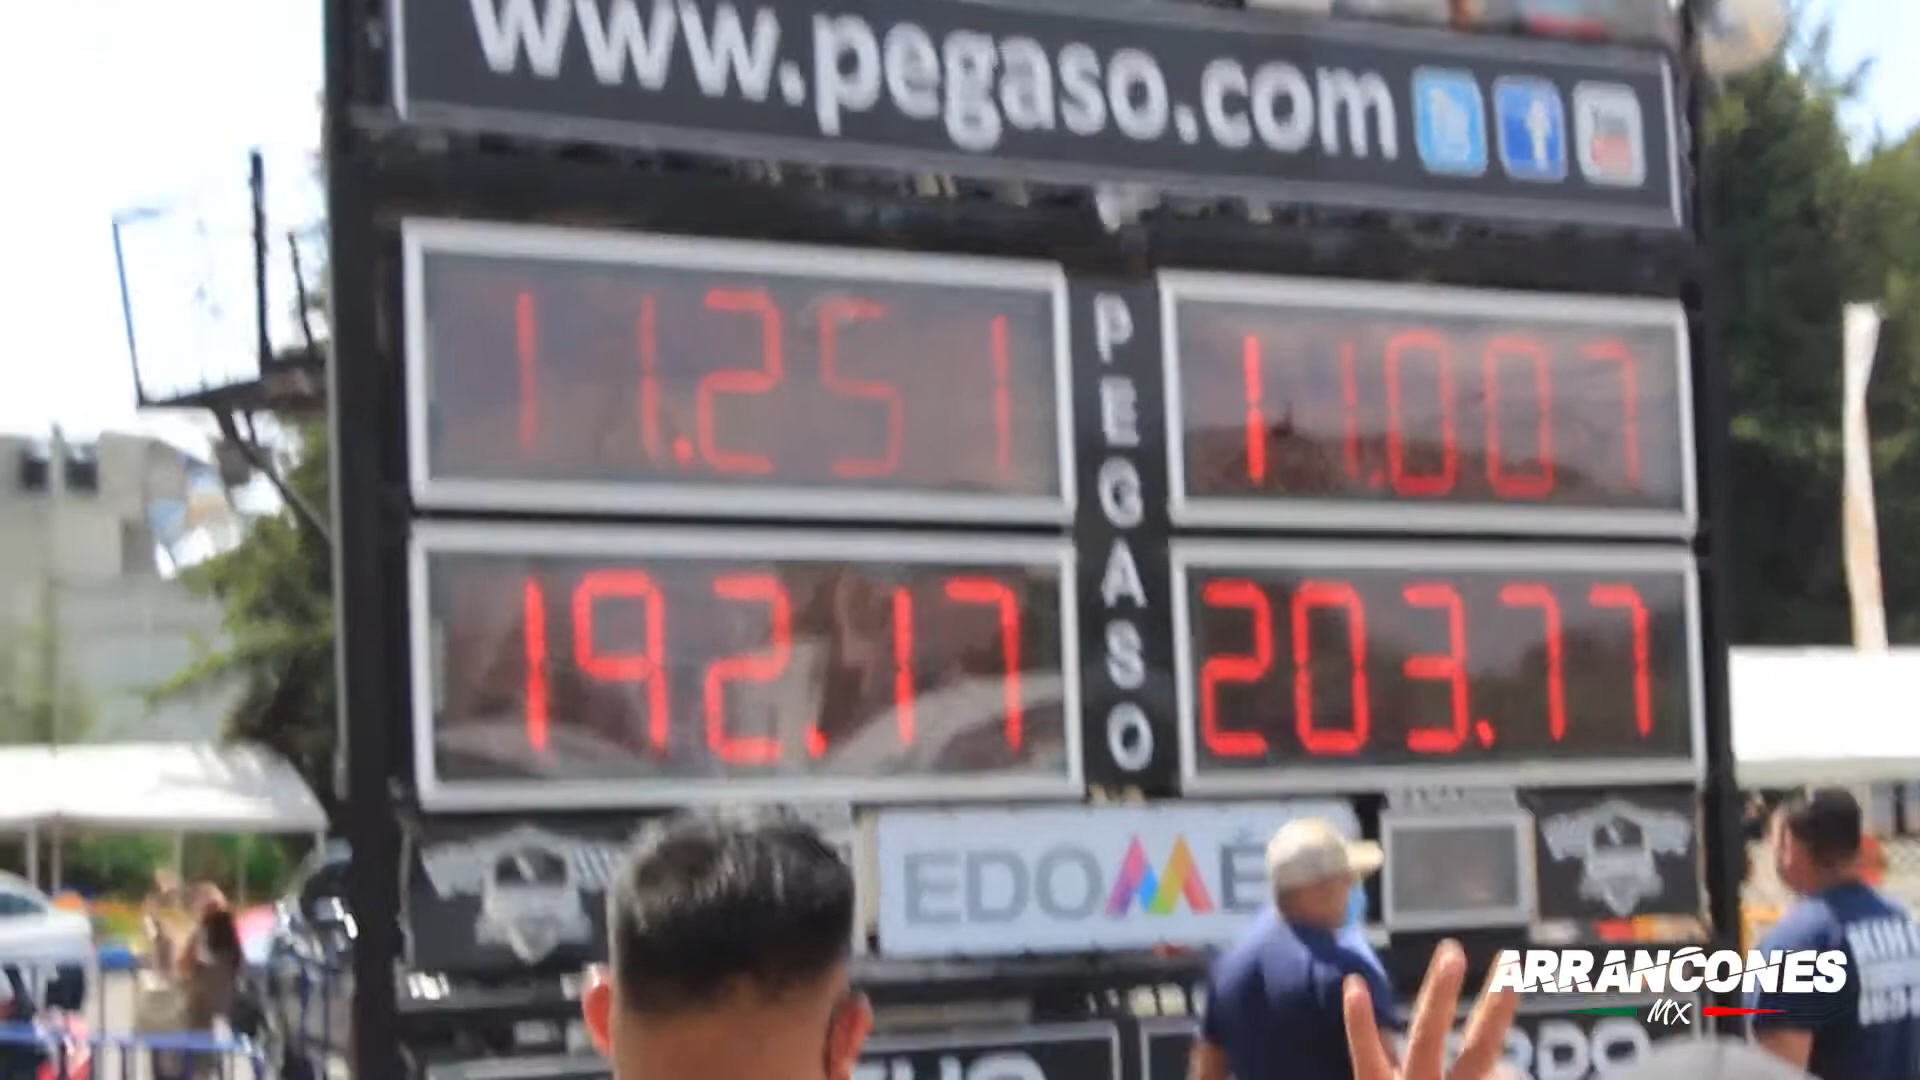 www.pegaso.com
11.251
11.007
PEGASO
192.17
203.77
EDOMÉ
ARRANCONES
MX